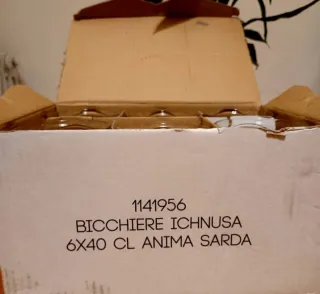 1141956
BICCHIERE ICHNUSA
6X40 CL ANIMA SARDA